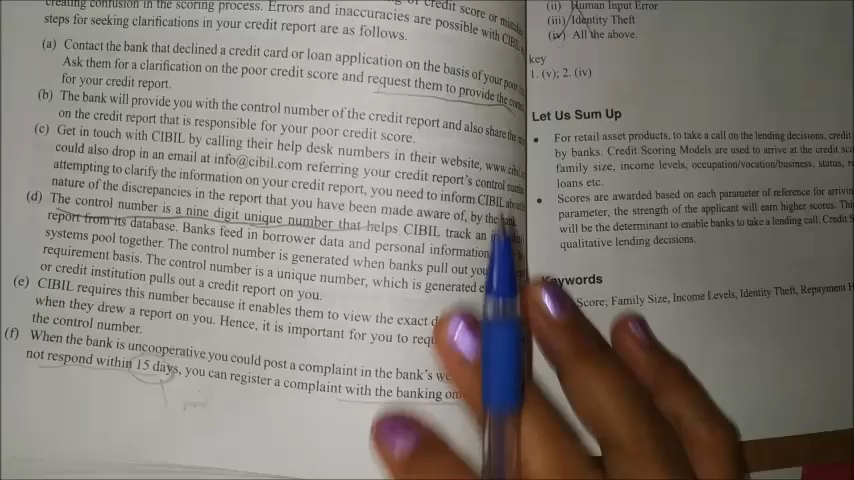 creating confusion in the scoring process. Errors and inaccuracies are possible with CIBIL
steps for seeking clarifications in your credit report are as follows.
(a) Contact the bank that declined a credit card or loan application on the basis of your poor
Ask them for a clarification on the poor credit score and request them to provide the
for your credit report.
(b) The bank will provide you with the control number of the credit report and also share the
on the credit report that is responsible for your poor credit score.
(c) Get in touch with CIBIL by calling their help desk numbers in their website,
could also drop in an email at info@cibil.com referring your credit report's control
attempting to clarify the information on your credit report, you need to inform CIBIL about
nature of the discrepancies in the report that you have been made aware of, by the bank.
(d) The control number is a nine digit unique number that helps CIBIL track an
report from its database. Banks feed in borrower data and personal information
systems pool together. The control number is generated when banks pull out
requirement basis. The control number is a unique number, which is generated
or credit institution pulls out a credit report on you.
(e) CIBIL requires this number because it enables them to view the exact
when they drew a report on you. Hence, it is important for you to
the control number.
(f) When the bank is uncooperative you could post a complaint in the bank's
not respond within 15 days, you can register a complaint with the banking
(ii) Human Input Error
(iii) Identity Theft
(iv) All the above.
key
1. (v); 2. (iv)
Let Us Sum Up
• For retail asset products, to take a call on the lending decisions, credit
by banks. Credit Scoring Models are used to arrive at the credit
family size, income levels, occupation/vocation/business, status,
loans etc.
• Scores are awarded based on each parameter of reference for
parameter, the strength of the applicant will earn higher scores.
will be the determinant to enable banks to take a lending call. Credit
qualitative lending decisions.
Keywords
Score; Family Size, Income Levels, Identity Theft, Repayment